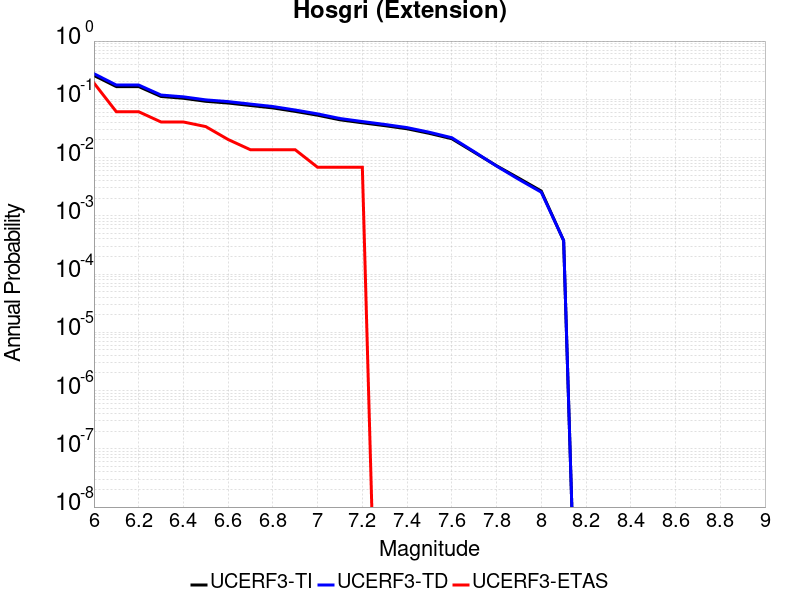 Hosgri (Extension)
10^0
10^-1
10^-2
10^-3
10^-4
10^-5
10^-6
10^-7
10^-8
Annual Probability
6 6.2 6.4 6.6 6.8 7 7.2 7.4 7.6 7.8 8 8.2 8.4 8.6 8.8 9
Magnitude
UCERF3-TI UCERF3-TD UCERF3-ETAS